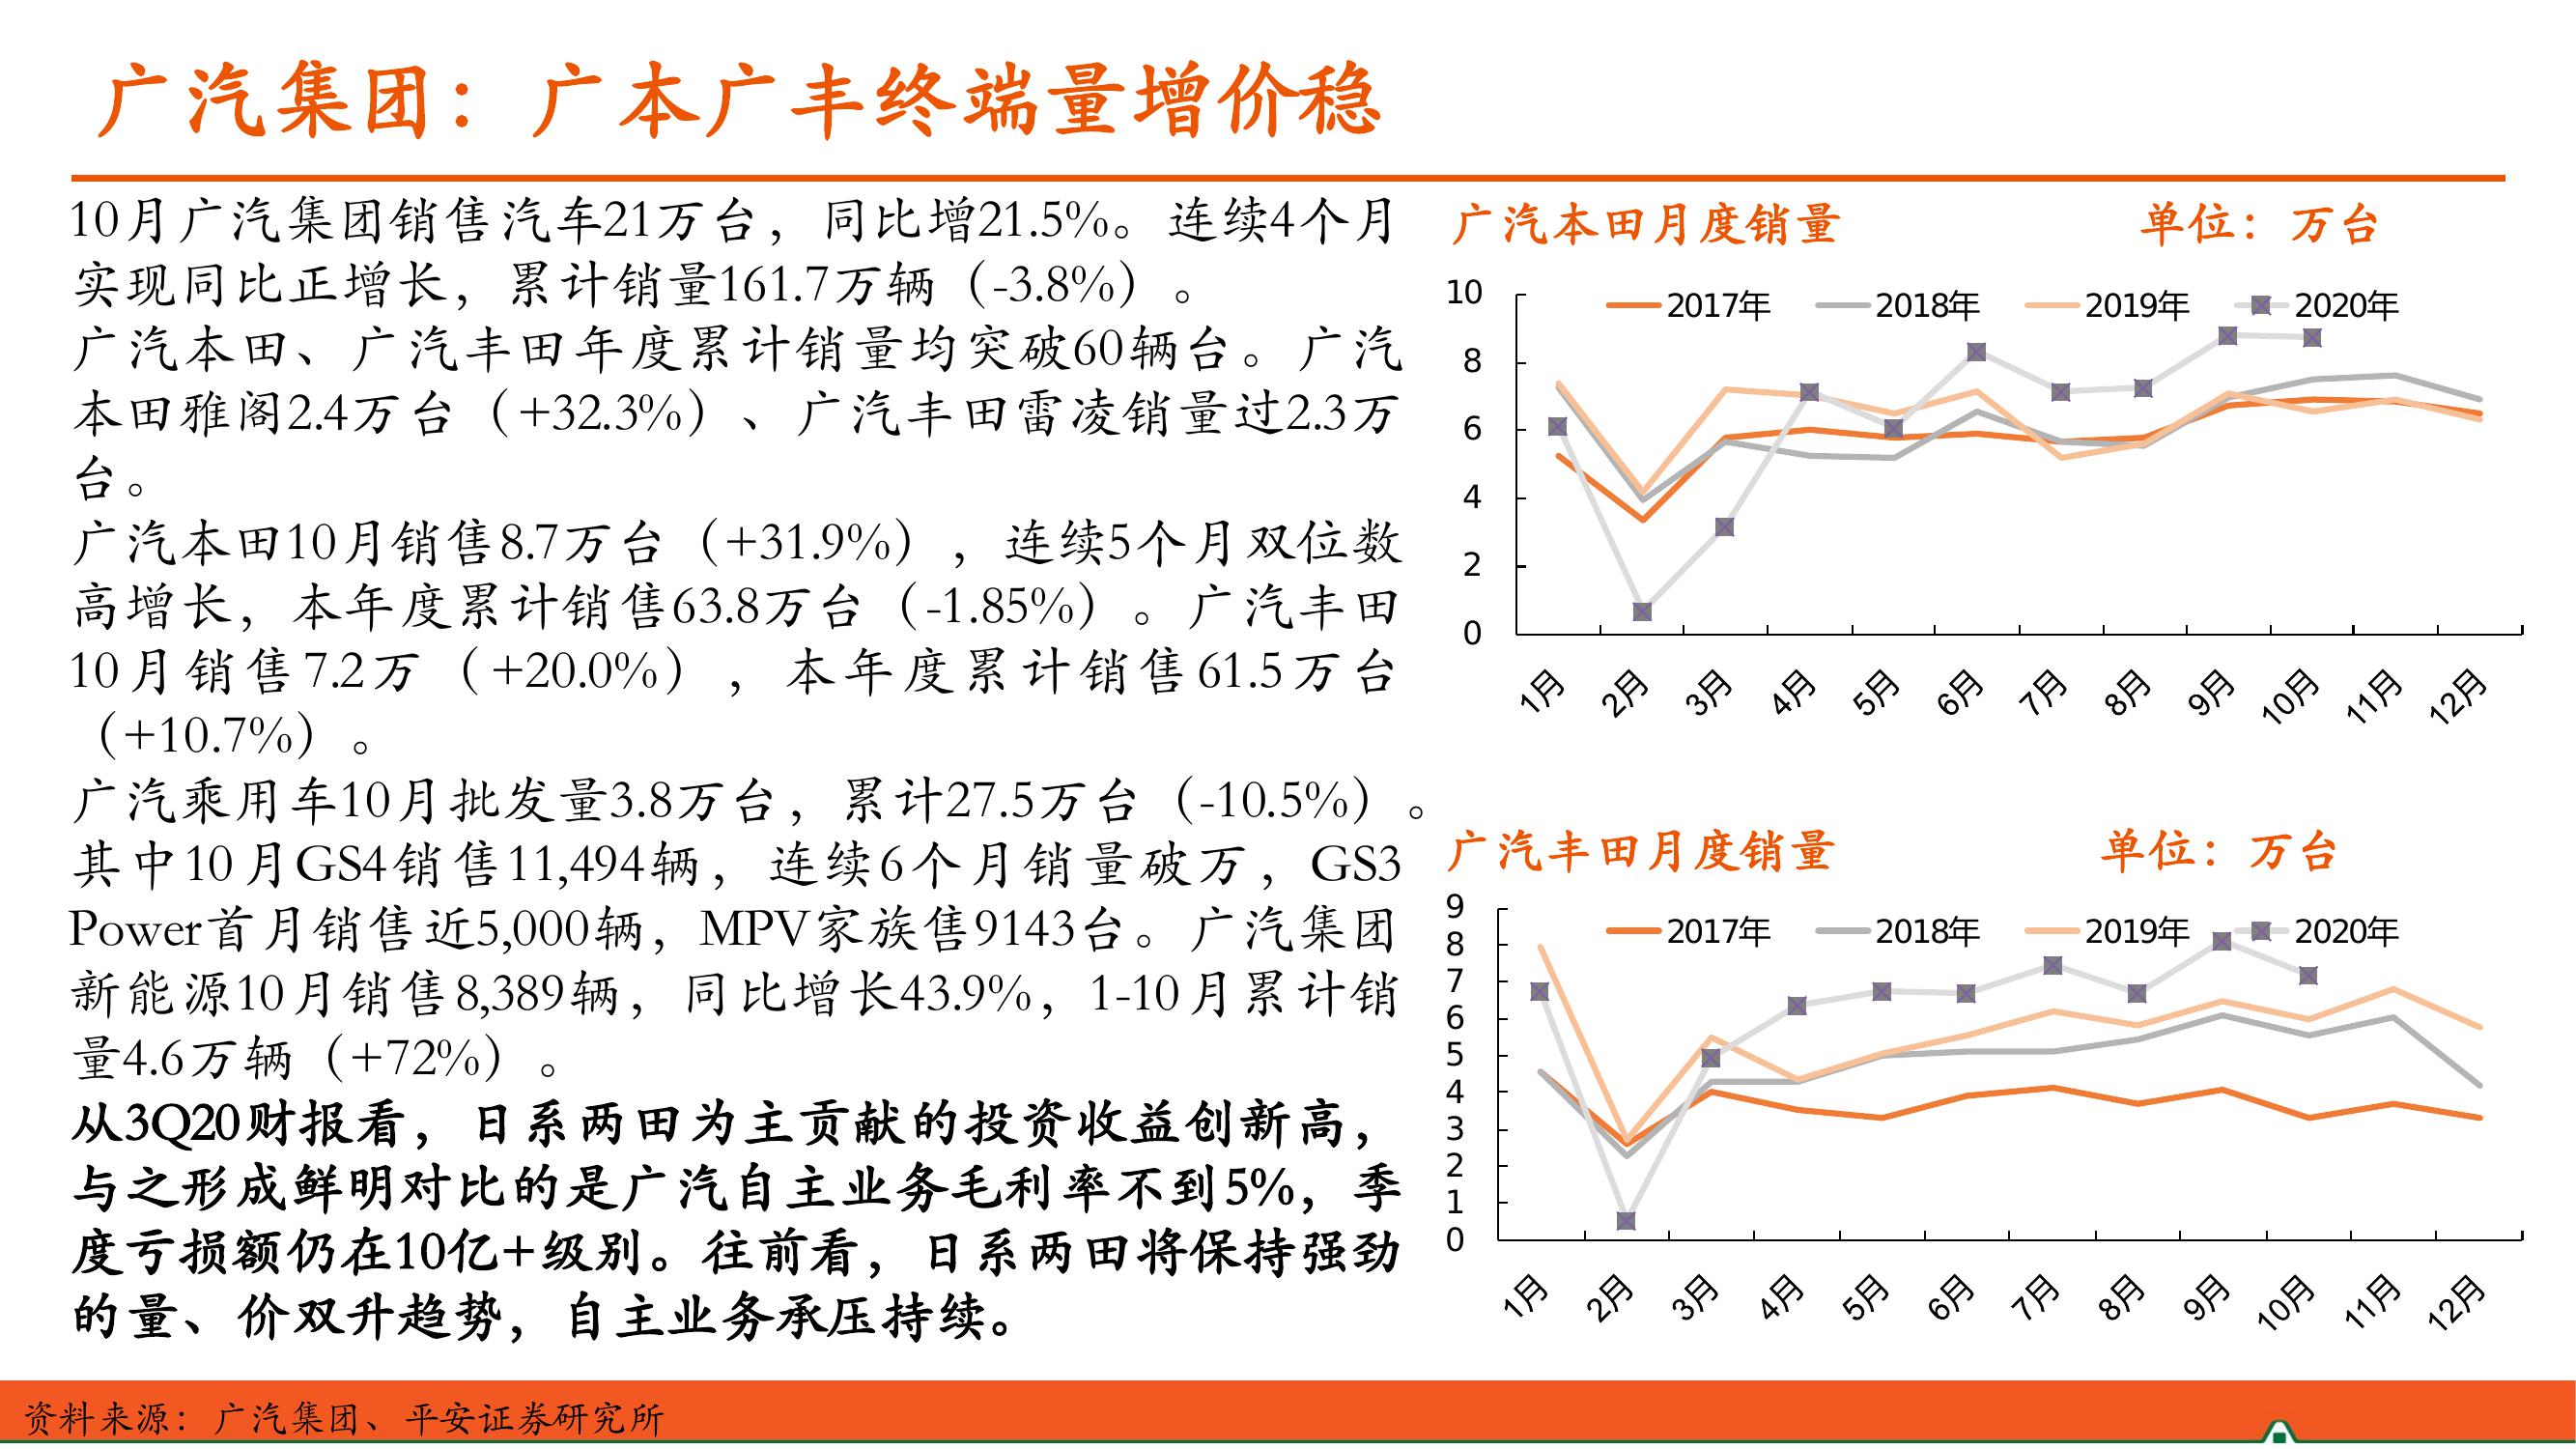 广汽集团：广本广丰终端量增价稳
10月广汽集团销售汽车21万台，同比增21.5%。连续4个月
实现同比正增长，累计销量161.7万辆（-3.8%）。
广汽本田、广汽丰田年度累计销量均突破60辆台。广汽
本田雅阁2.4万台（+32.3%）、广汽丰田雷凌销量过2.3万
台。
广汽本田10月销售8.7万台（+31.9%），连续5个月双位数
高增长，本年度累计销售63.8万台（-1.85%）。广汽丰田
10月销售7.2万（+20.0%），本年度累计销售61.5万台
（+10.7%）。
广汽乘用车10月批发量3.8万台，累计27.5万台（-10.5%）。
其中10月GS4销售11,494辆，连续6个月销量破万，GS3
Power首月销售近5,000辆，MPV家族售9143台。广汽集团
新能源10月销售8,389辆，同比增长43.9%，1-10月累计销
量4.6万辆（+72%）。
从3Q20财报看，日系两田为主贡献的投资收益创新高，
与之形成鲜明对比的是广汽自主业务毛利率不到5%，季
度亏损额仍在10亿+级别。往前看，日系两田将保持强劲
的量、价双升趋势，自主业务承压持续。
广汽本田月度销量 单位：万台
2017年 2018年 2019年 2020年
10
8
6
4
2
0
1月 2月 3月 4月 5月 6月 7月 8月 9月 10月 11月 12月
广汽丰田月度销量 单位：万台
2017年 2018年 2019年 2020年
9
8
7
6
5
4
3
2
1
0
1月 2月 3月 4月 5月 6月 7月 8月 9月 10月 11月 12月
资料来源：广汽集团、平安证券研究所